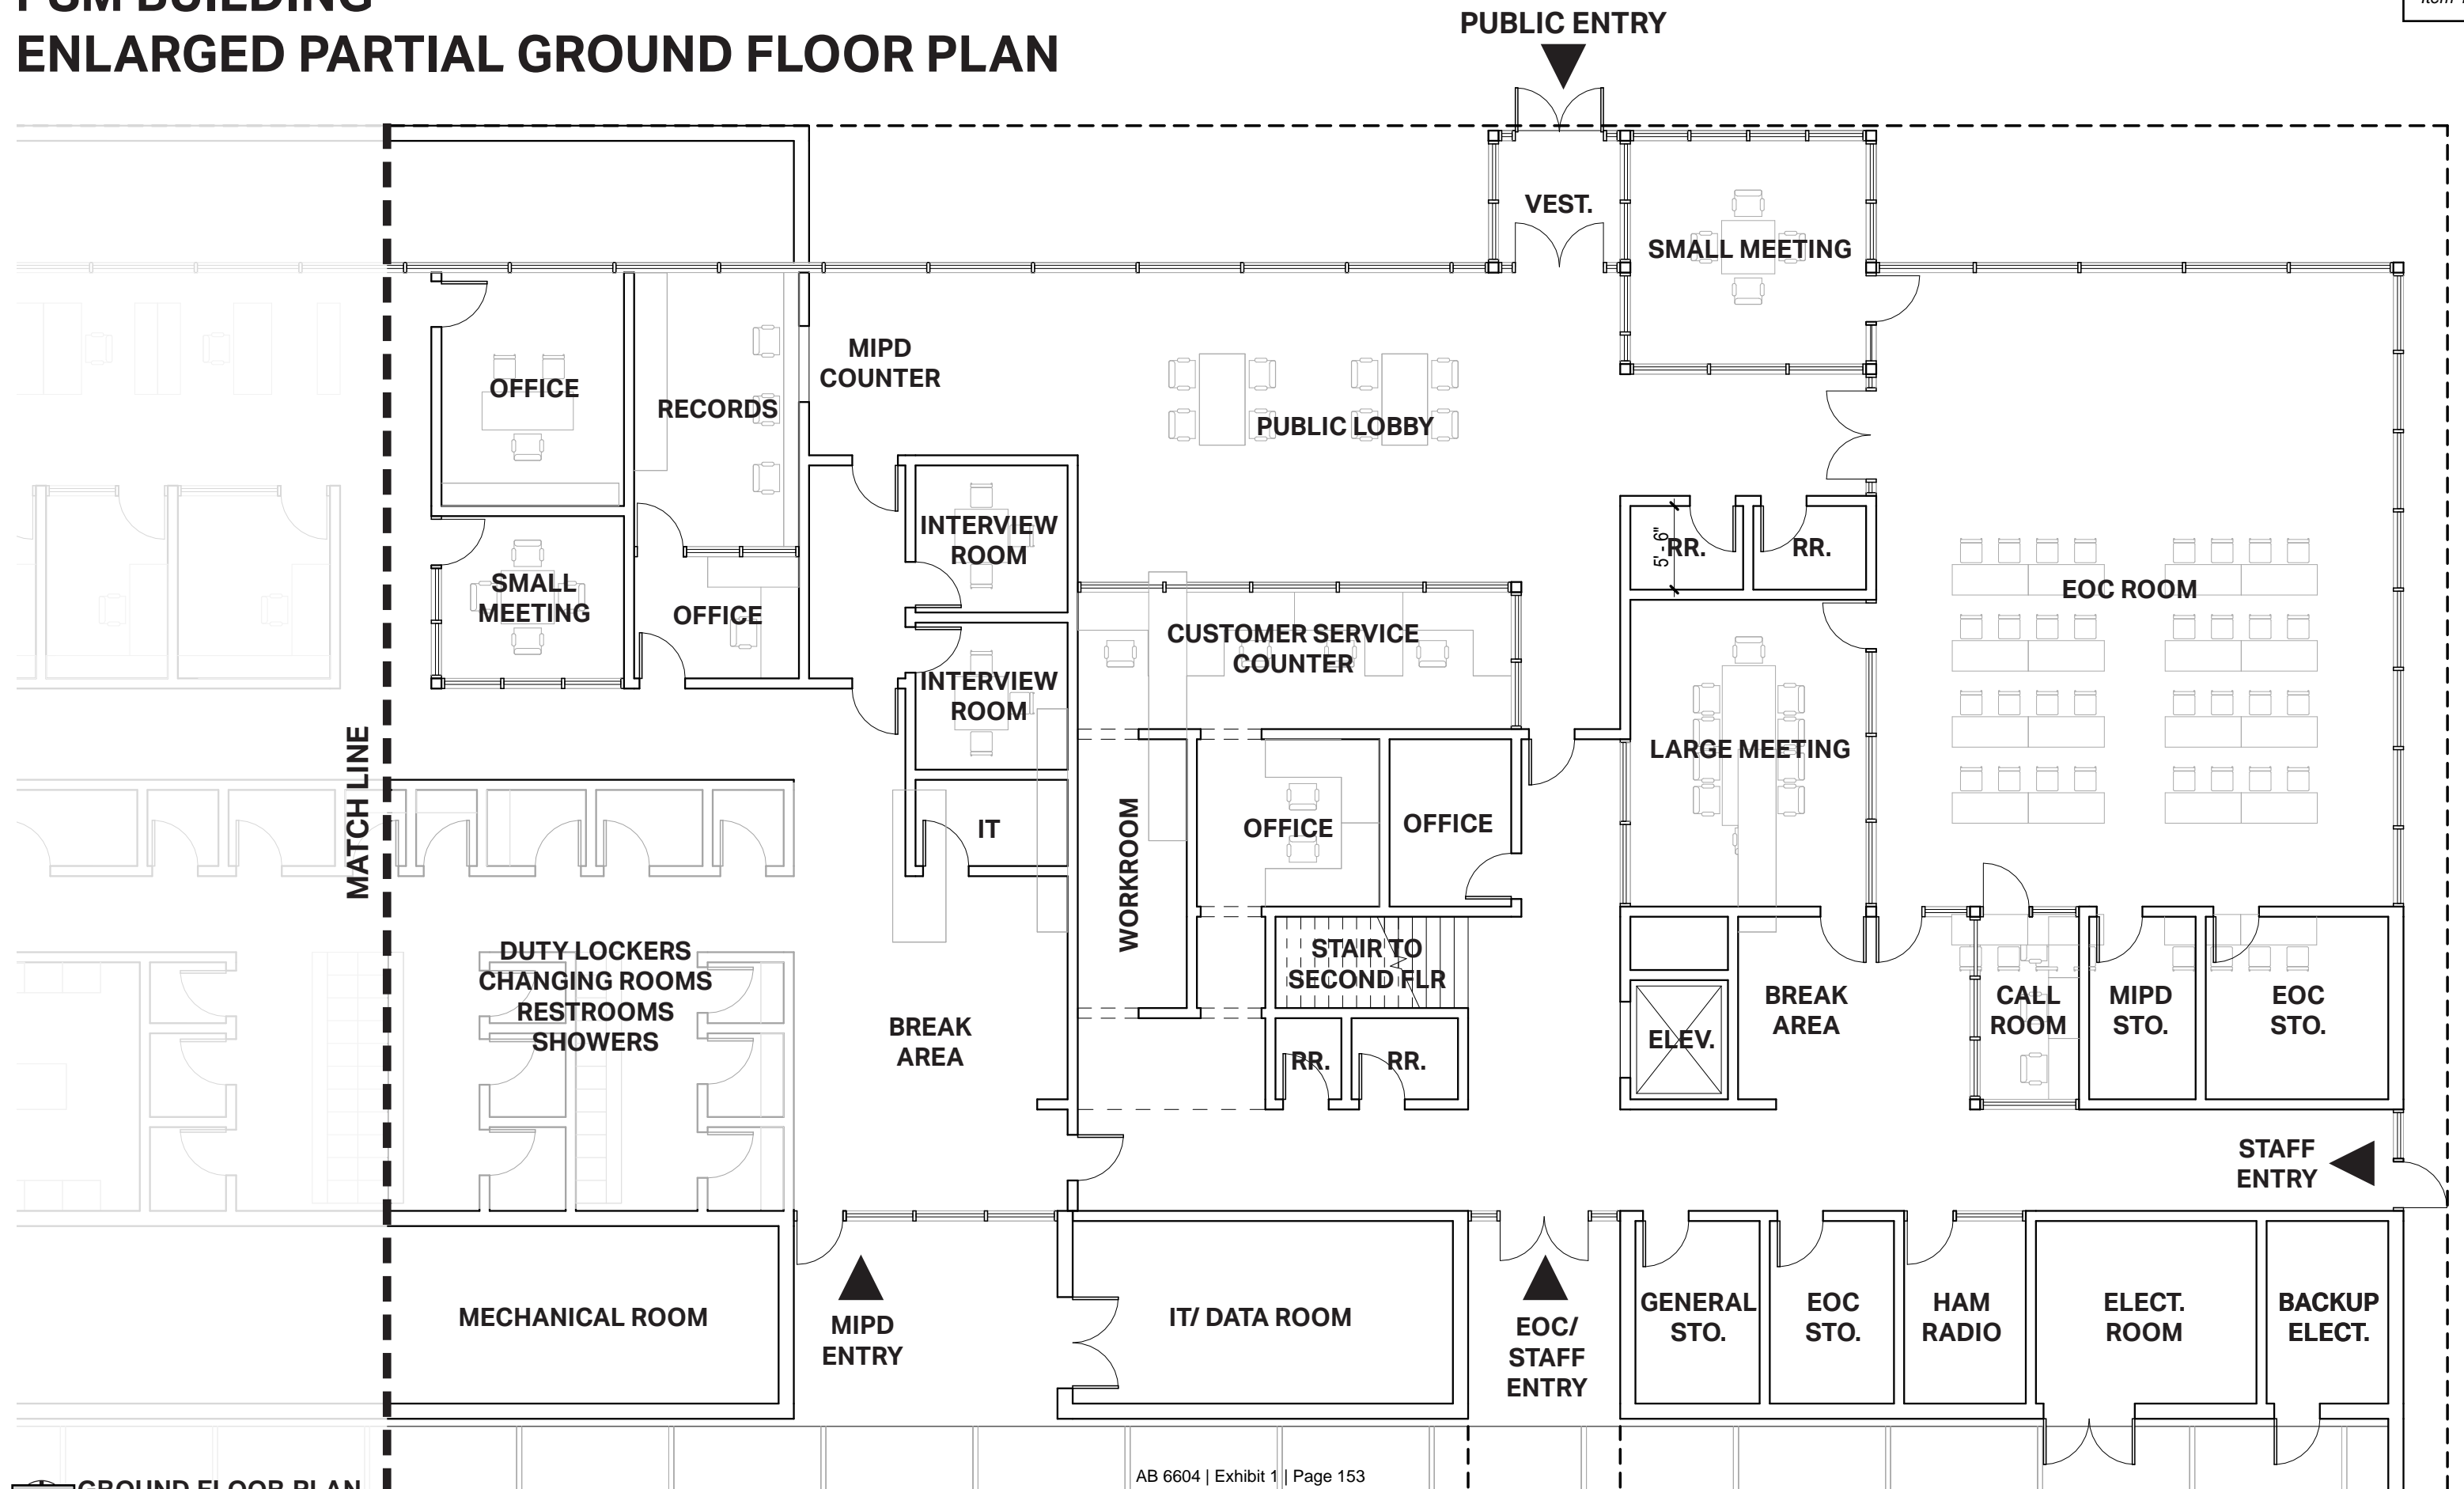 ENLARGED PARTIAL GROUND FLOOR PLAN
PUBLIC ENTRY
VEST.
SMALL MEETING
MIPD
COUNTER
OFFICE
RECORDS
PUBLIC LOBBY
INTERVIEW
ROOM
5' - 6"
RR.
RR.
SMALL
MEETING
OFFICE
EOC ROOM
CUSTOMER SERVICE
COUNTER
INTERVIEW
ROOM
MATCH LINE
LARGE MEETING
IT
WORKROOM
OFFICE
OFFICE
DUTY LOCKERS
CHANGING ROOMS
RESTROOMS
SHOWERS
STAIR TO
SECOND FLR
BREAK
AREA
BREAK
AREA
CALL
ROOM
MIPD
STO.
EOC
STO.
ELEV.
RR.
RR.
STAFF
ENTRY
MECHANICAL ROOM
MIPD
ENTRY
IT/ DATA ROOM
EOC/
STAFF
ENTRY
GENERAL
STO.
EOC
STO.
HAM
RADIO
ELECT.
ROOM
BACKUP
ELECT.
AB 6604 | Exhibit 1 | Page 153
GROUND FLOOR PLAN